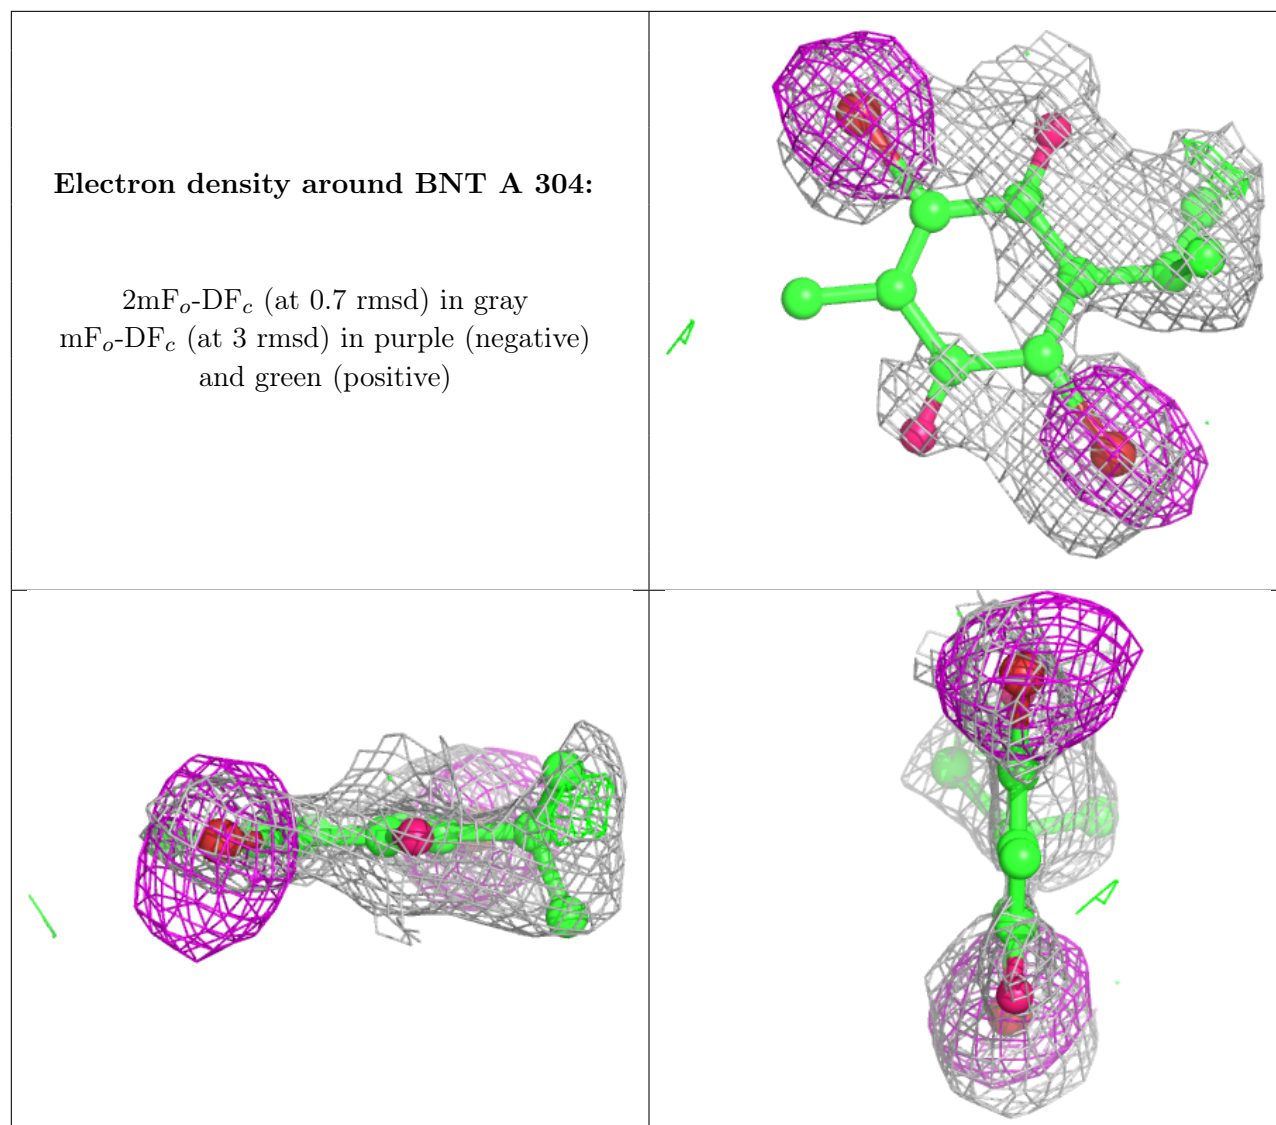 Electron density around BNT A 304:
2mFo-DFc (at 0.7 rmsd) in gray
mFo-DFc (at 3 rmsd) in purple (negative)
and green (positive)